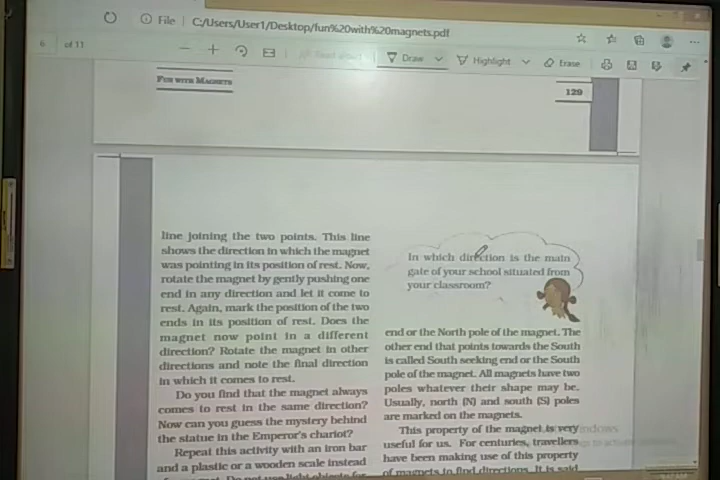 File | C:/Users/User1/Desktop/fun%20with%20magnets.pdf
6 of 11
Draw
Highlight
Erase
FUN WITH MAGNETS
129
line joining the two points. This line
shows the direction in which the magnet
was pointing in its position of rest. Now,
rotate the magnet by gently pushing one
end in any direction and let it come to
rest. Again, mark the position of the two
ends in its position of rest. Does the
magnet now point in a different
direction? Rotate the magnet in other
directions and note the final direction
in which it comes to rest.
Do you find that the magnet always
comes to rest in the same direction?
Now can you guess the mystery behind
the statue in the Emperor's chariot?
Repeat this activity with an iron bar
and a plastic or a wooden scale instead
In which direction is the main
gate of your school situated from
your classroom?
end or the North pole of the magnet. The
other end that points towards the South
is called South seeking end or the South
pole of the magnet. All magnets have two
poles whatever their shape may be.
Usually, north (N) and south (S) poles
are marked on the magnets.
This property of the magnet is very
useful for us. For centuries, travellers
have been making use of this property
of magnets to find directions. It is said